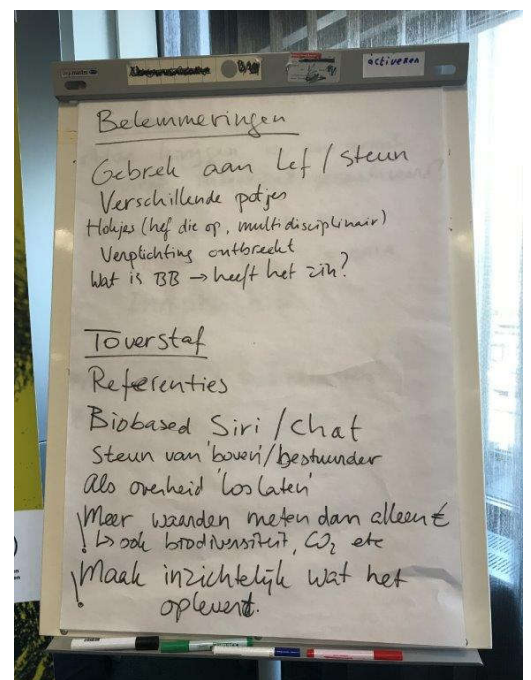 activeren
Belemmeringen
Gebrek aan lef / steun
Verschillende potjes
Hokjes (hef die op, multidisciplinair)
Verplichting ontbreekt
Wat is BB → heeft het zin?
Toverstaf
Referenties
Biobased Siri / Chat
Steun van 'boven' / bestuurder
Als overheid 'loslaten'
! Meer waarden meten dan alleen €
↳ ook biodiversiteit, CO₂ etc
! Maak inzichtelijk wat het
oplevert.